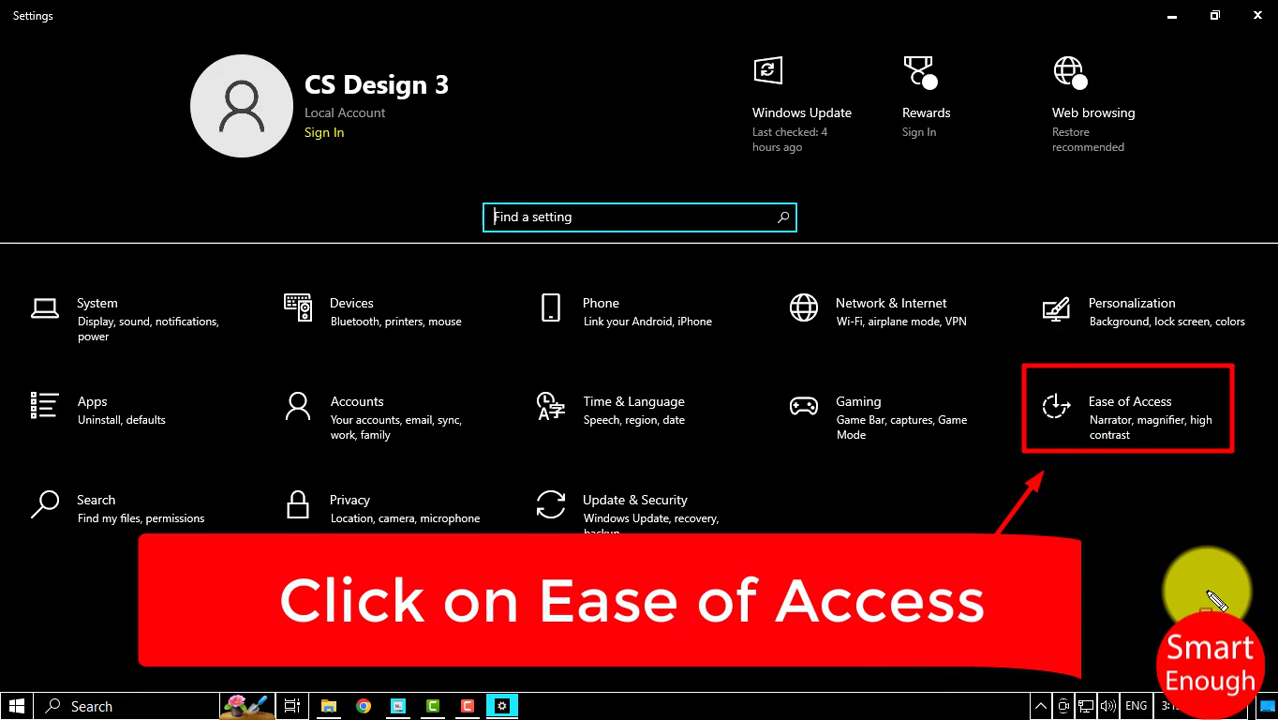 Settings
CS Design 3
Local Account
Sign In
Windows Update
Last checked: 4
hours ago
Rewards
Sign In
Web browsing
Restore
recommended
Find a setting
System
Display, sound, notifications,
power
Devices
Bluetooth, printers, mouse
Phone
Link your Android, iPhone
Network & Internet
Wi-Fi, airplane mode, VPN
Personalization
Background, lock screen, colors
Apps
Uninstall, defaults
Accounts
Your accounts, email, sync,
work, family
Time & Language
Speech, region, date
Gaming
Game Bar, captures, Game
Mode
Ease of Access
Narrator, magnifier, high
contrast
Search
Find my files, permissions
Privacy
Location, camera, microphone
Update & Security
Windows Update, recovery,
backup
Click on Ease of Access
Smart
Enough
Search
ENG